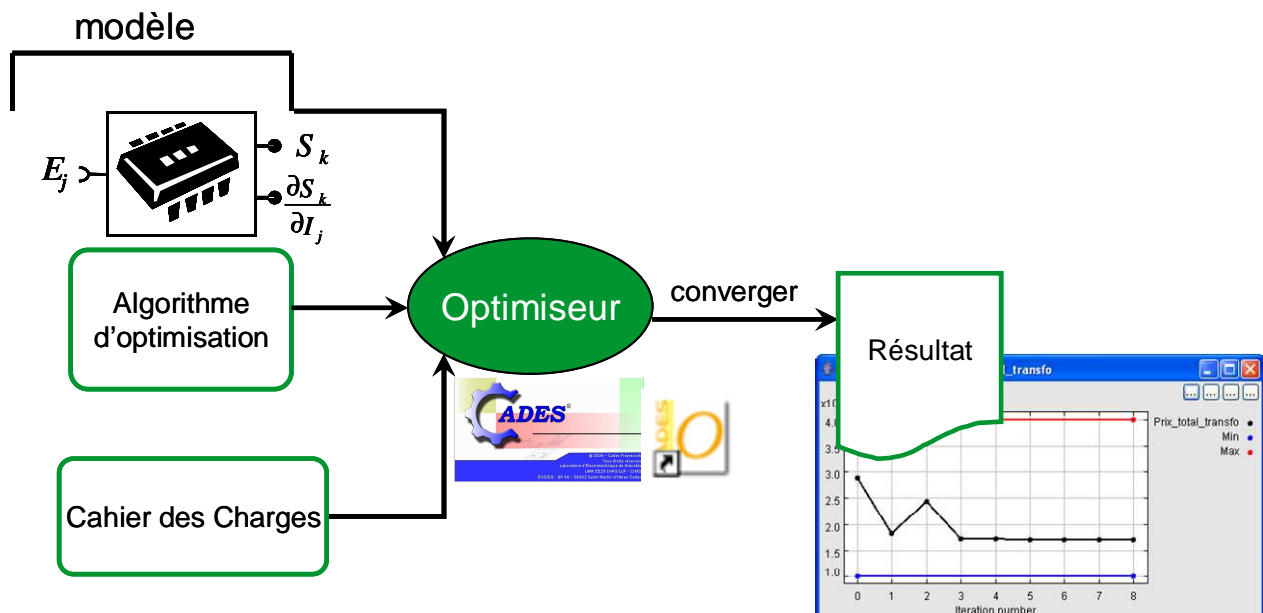 modèle
E_j
S_k
∂S_k
∂I_j
Algorithme
d'optimisation
Cahier des Charges
Optimiseur
converger
Résultat
CADES
CADES
_transfo
x10
4.0
3.5
3.0
2.5
2.0
1.5
1.0
0 1 2 3 4 5 6 7 8
Iteration number
Prix_total_transfo
Min
Max